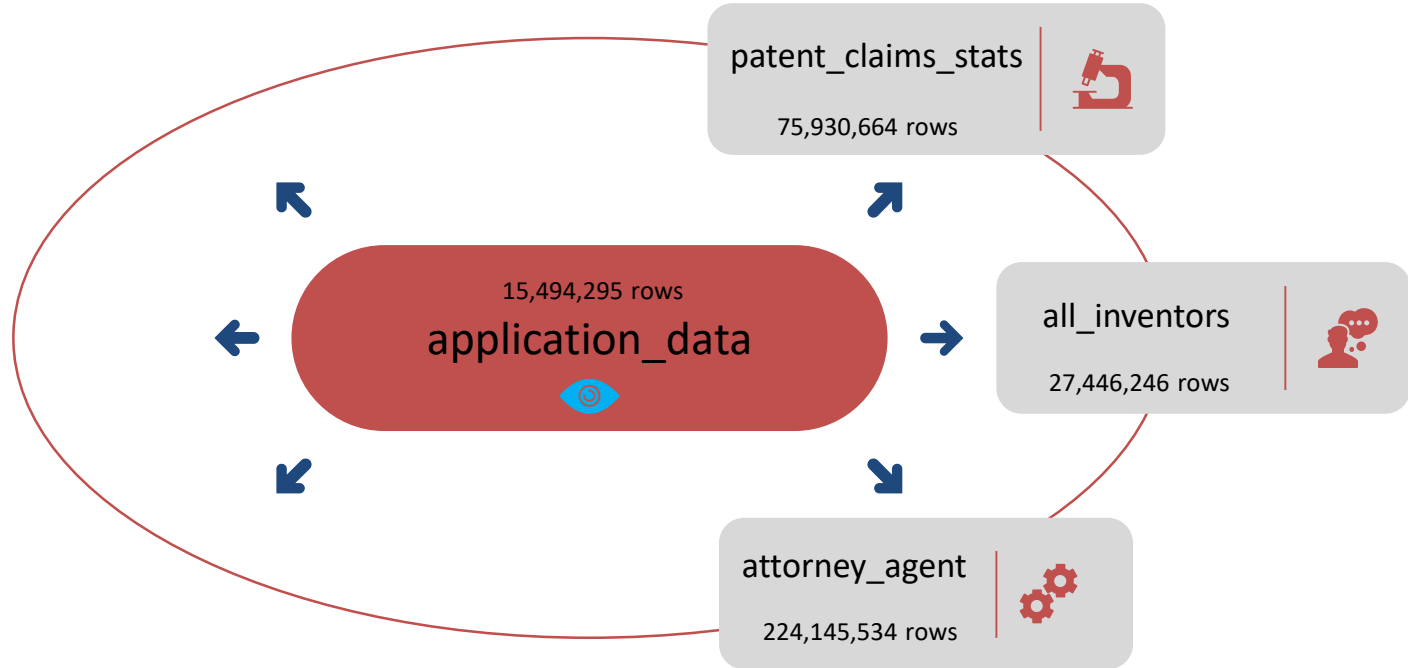 patent_claims_stats
75,930,664 rows
15,494,295 rows
application_data
all_inventors
27,446,246 rows
attorney_agent
224,145,534 rows